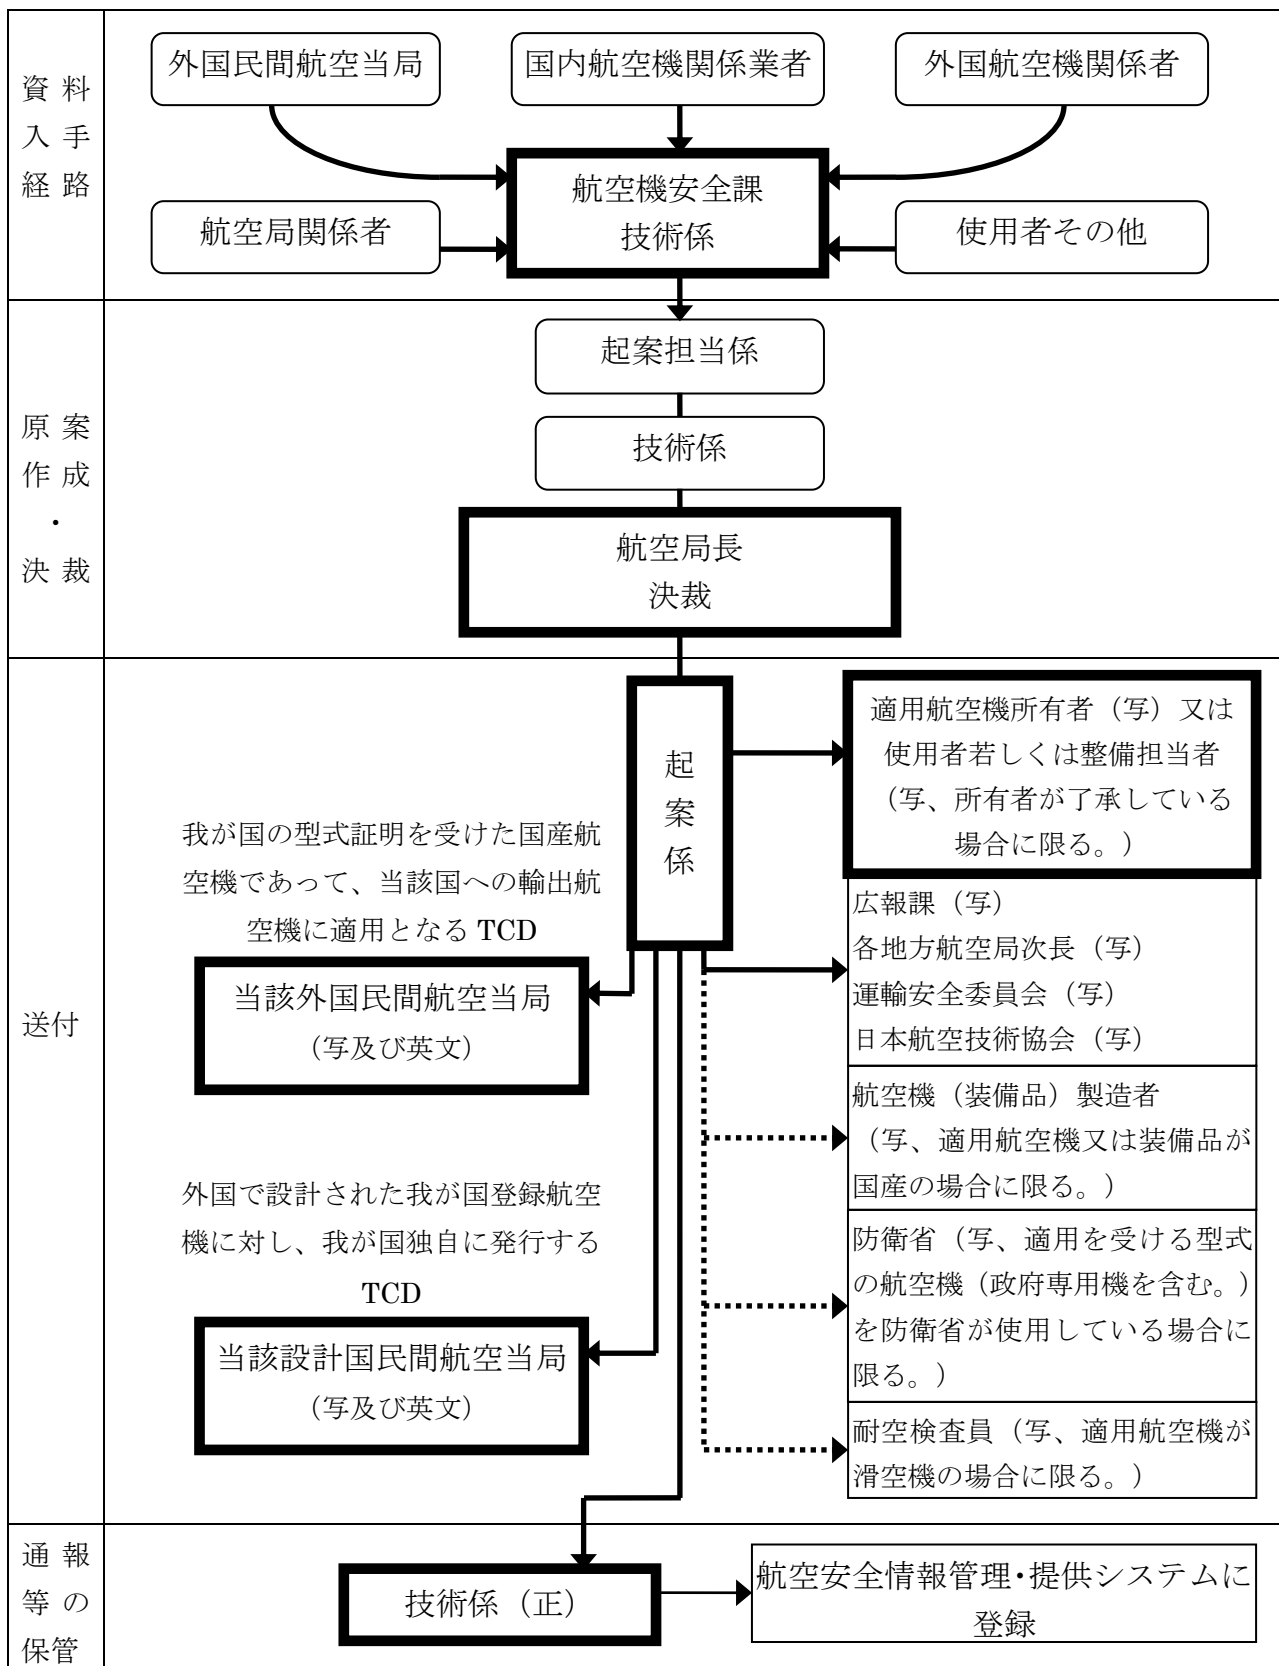 資料
入手
経路
外国民間航空当局
国内航空機関係業者
外国航空機関係者
航空機安全課
技術係
航空局関係者
使用者その他
原案
作成
・
決裁
起案担当係
技術係
航空局長
決裁
送付
起
案
係
適用航空機所有者（写）又は
使用者若しくは整備担当者
（写、所有者が了承している
場合に限る。）
我が国の型式証明を受けた国産航
空機であって、当該国への輸出航
空機に適用となる TCD
当該外国民間航空当局
（写及び英文）
広報課（写）
各地方航空局次長（写）
運輸安全委員会（写）
日本航空技術協会（写）
航空機（装備品）製造者
（写、適用航空機又は装備品が
国産の場合に限る。）
外国で設計された我が国登録航空
機に対し、我が国独自に発行する
TCD
当該設計国民間航空当局
（写及び英文）
防衛省（写、適用を受ける型式
の航空機（政府専用機を含む。）
を防衛省が使用している場合に
限る。）
耐空検査員（写、適用航空機が
滑空機の場合に限る。）
通報
等の
保管
技術係（正）
航空安全情報管理・提供システムに
登録